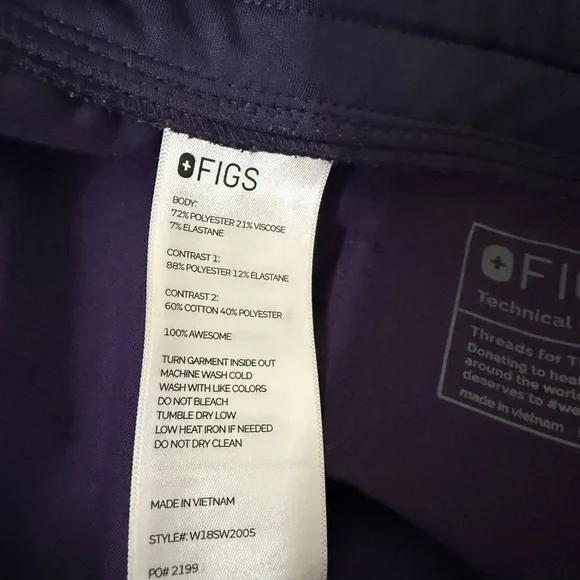 FIGS
BODY:
72% POLYESTER 21% VISCOSE
7% ELASTANE
CONTRAST 1:
88% POLYESTER 12% ELASTANE
CONTRAST 2:
60% COTTON 40% POLYESTER
100% AWESOME
TURN GARMENT INSIDE OUT
MACHINE WASH COLD
WASH WITH LIKE COLORS
DO NOT BLEACH
TUMBLE DRY LOW
LOW HEAT IRON IF NEEDED
DO NOT DRY CLEAN
MADE IN VIETNAM
STYLE#: W18SW2005
PO# 2199
FIG
Technical
Threads for T
Donating to heal
around the world
deserves to #we
made in vietnam